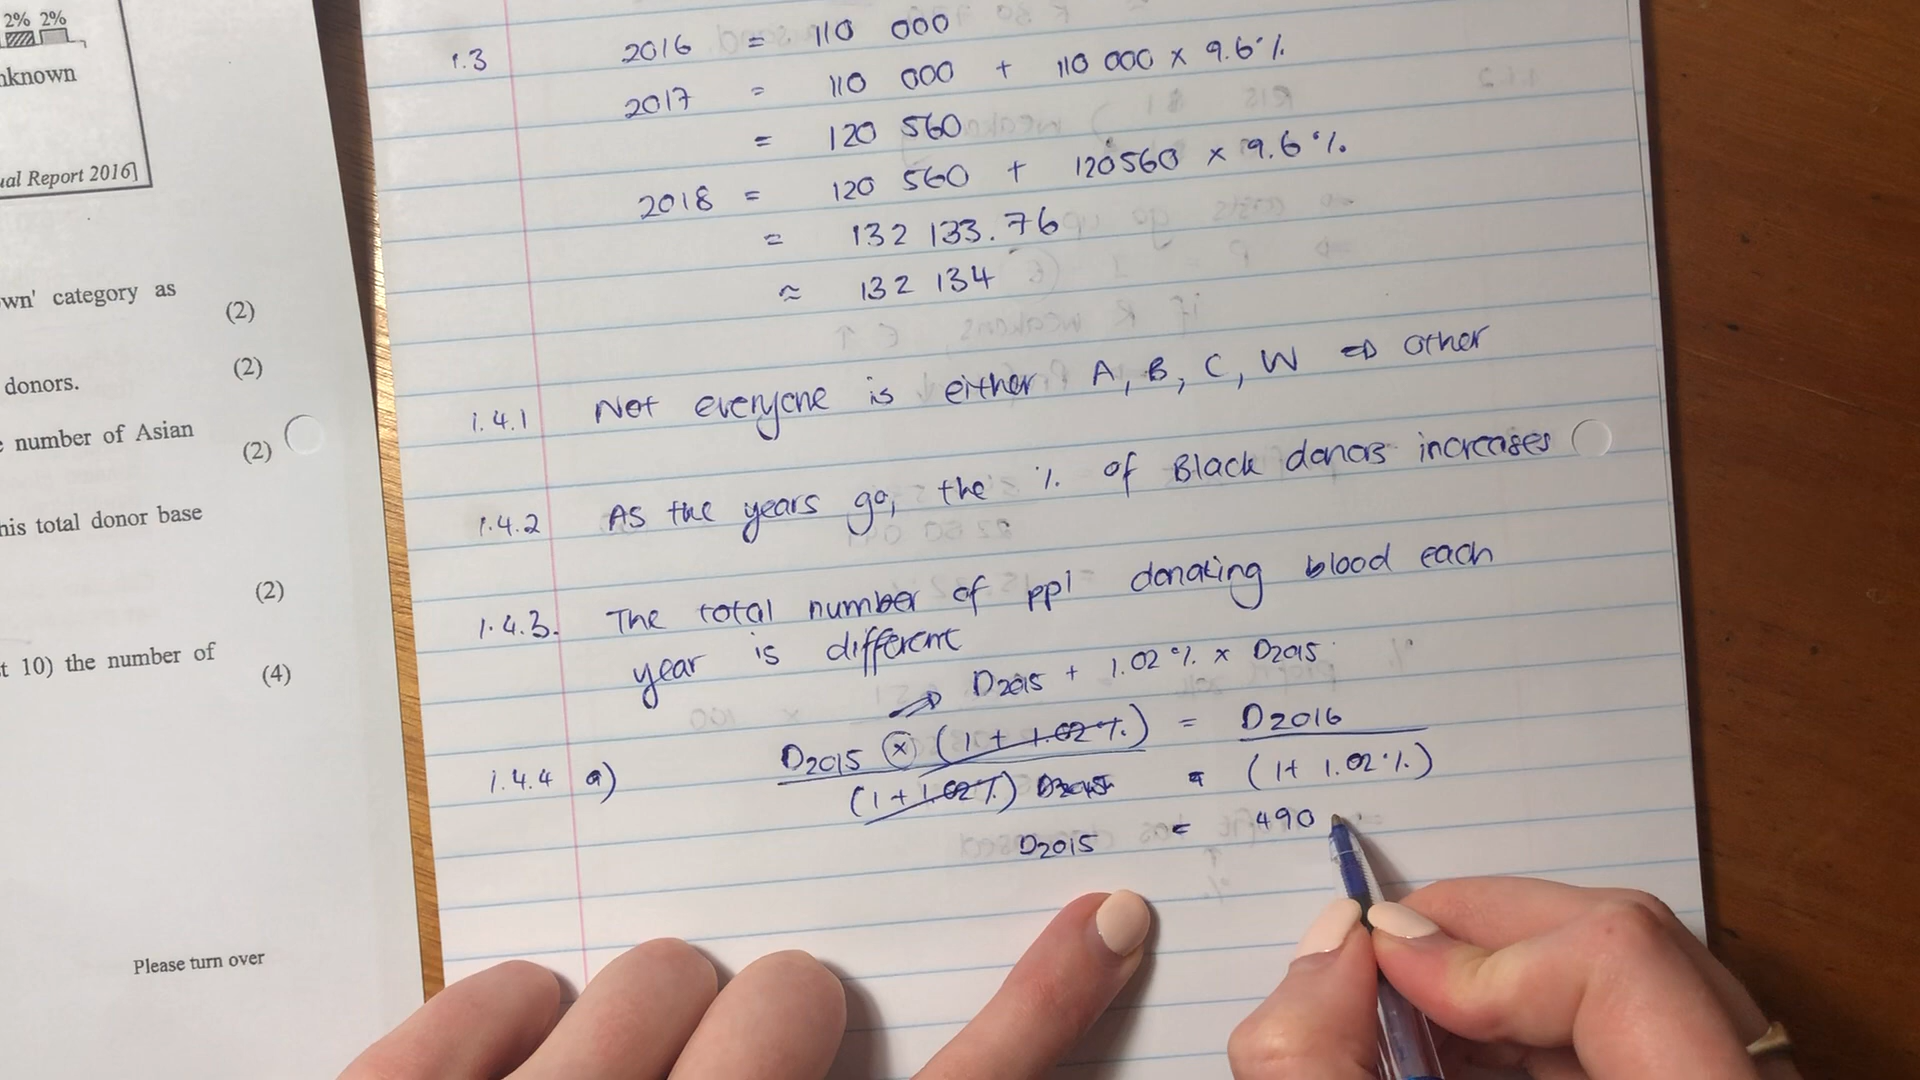 2% 2%
nknown
ual Report 2016]
wn' category as
(2)
donors.
(2)
number of Asian
(2)
his total donor base
(2)
t 10) the number of
(4)
Please turn over
1.3 2016 = 110 000
2017 = 110 000 + 110 000 x 9.6%
= 120 560
2018 = 120 560 + 120560 x 9.6%
= 132 133.76
≈ 132 134
1.4.1 Not everyone is either A, B, C, W ⇒ other
1.4.2 As the years go, the % of Black donors increases
1.4.3. The total number of ppl donating blood each
year is different
⇒ D2015 + 1.02% x D2015
1.4.4 a) D2015 x (1 + 1.02%) = D2016
(1 + 1.02%) D2015 = (1+ 1.02%)
D2015 = 490